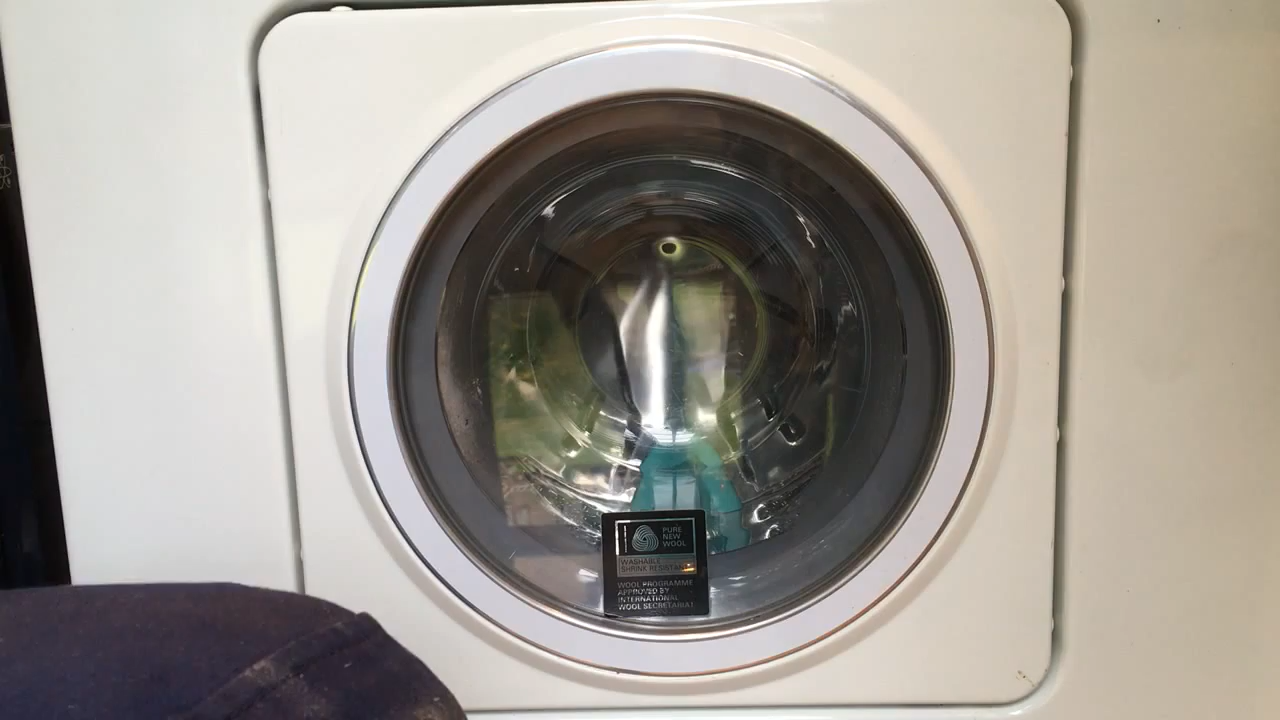 PURE
NEW
WOOL
WASHABLE
SHRINK RESISTANT
WOOL PROGRAMME
APPROVED BY
INTERNATIONAL
WOOL SECRETARIAT